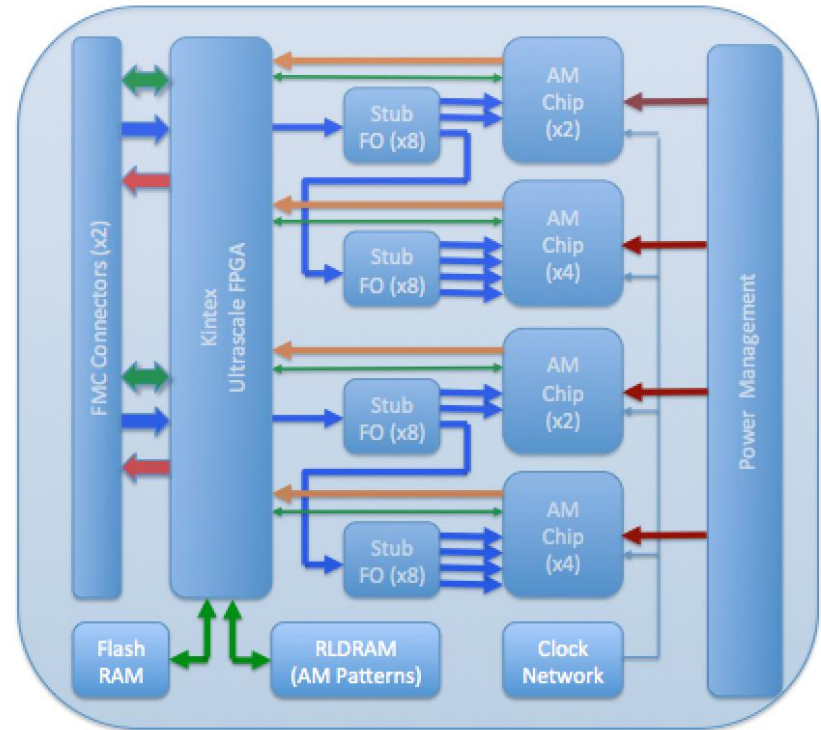 FMC Connectors (x2)
Kintex
Ultrascale FPGA
Stub
FO (x8)
AM
Chip
(x2)
Stub
FO (x8)
AM
Chip
(x4)
Stub
FO (x8)
AM
Chip
(x2)
Stub
FO (x8)
AM
Chip
(x4)
Power Management
Flash
RAM
RLDRAM
(AM Patterns)
Clock
Network